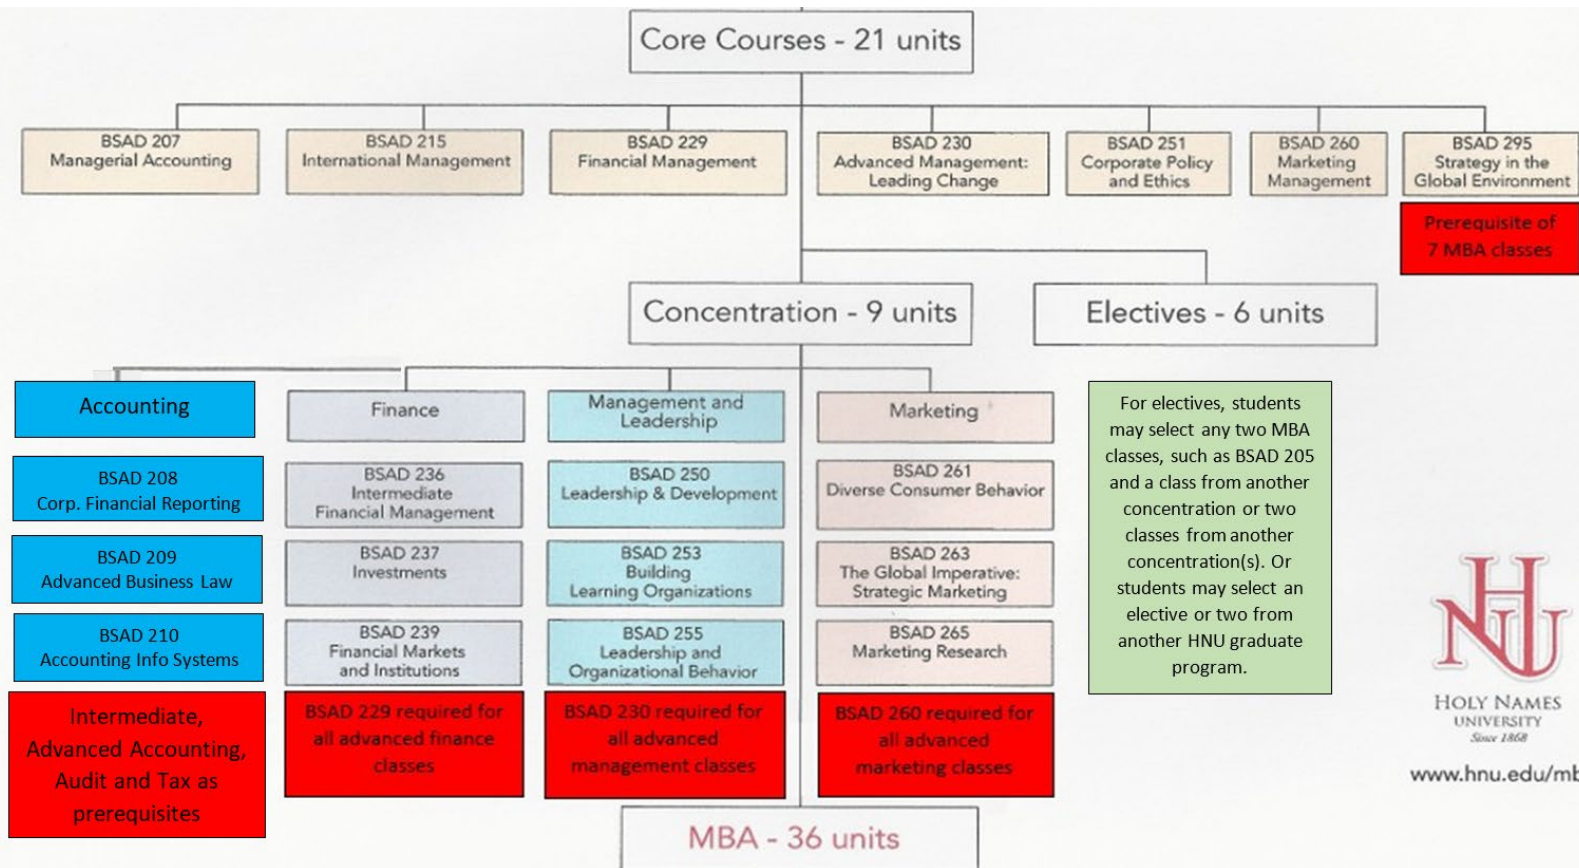 Core Courses - 21 units
BSAD 207
Managerial Accounting
BSAD 215
International Management
BSAD 229
Financial Management
BSAD 230
Advanced Management:
Leading Change
BSAD 251
Corporate Policy
and Ethics
BSAD 260
Marketing
Management
BSAD 295
Strategy in the
Global Environment
Prerequisite of
7 MBA classes
Concentration - 9 units
Electives - 6 units
Accounting
BSAD 208
Corp. Financial Reporting
BSAD 209
Advanced Business Law
BSAD 210
Accounting Info Systems
Intermediate,
Advanced Accounting,
Audit and Tax as
prerequisites
Finance
BSAD 236
Intermediate
Financial Management
BSAD 237
Investments
BSAD 239
Financial Markets
and Institutions
BSAD 229 required for
all advanced finance
classes
Management and
Leadership
BSAD 250
Leadership & Development
BSAD 253
Building
Learning Organizations
BSAD 255
Leadership and
Organizational Behavior
BSAD 230 required for
all advanced
management classes
Marketing
BSAD 261
Diverse Consumer Behavior
BSAD 263
The Global Imperative:
Strategic Marketing
BSAD 265
Marketing Research
BSAD 260 required for
all advanced
marketing classes
For electives, students
may select any two MBA
classes, such as BSAD 205
and a class from another
concentration or two
classes from another
concentration(s). Or
students may select an
elective or two from
another HNU graduate
program.
HNU
HOLY NAMES
UNIVERSITY
Since 1868
www.hnu.edu/mb
MBA - 36 units